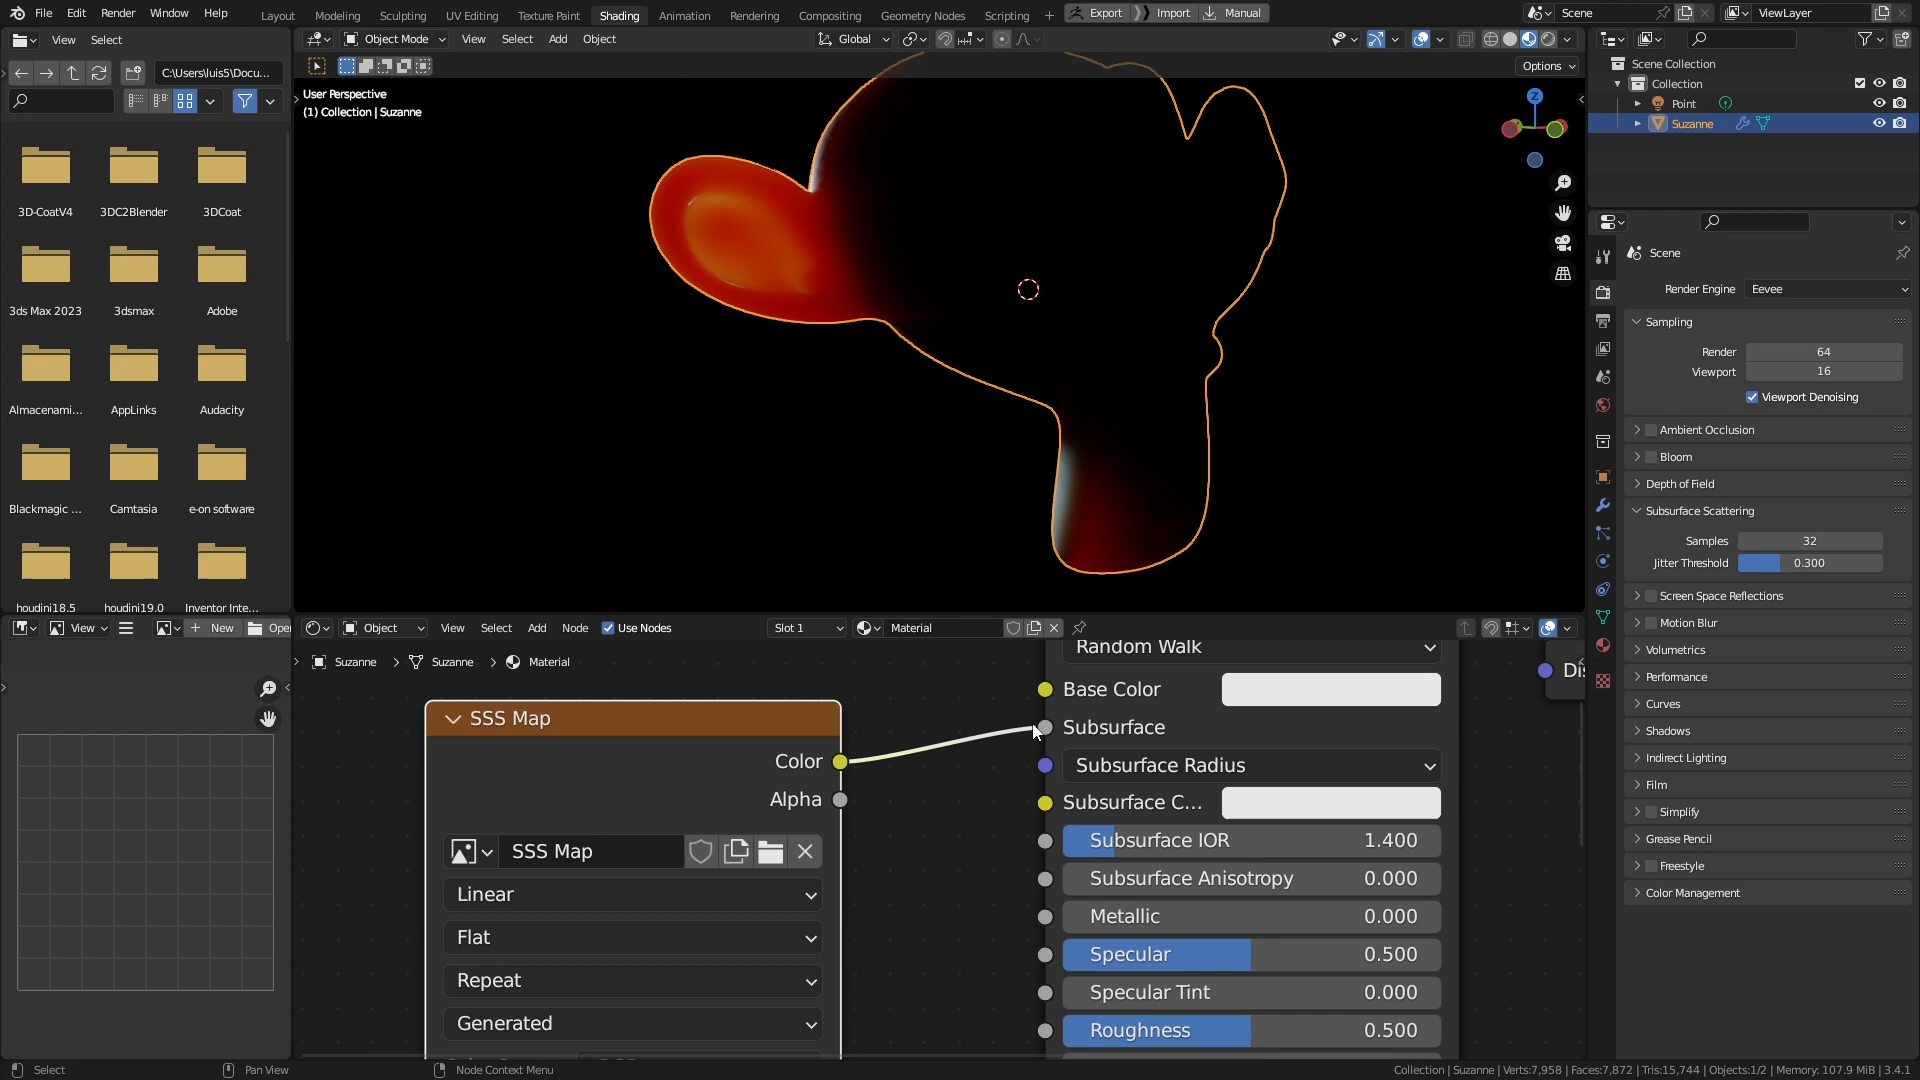 File Edit Render Window Help
Layout Modeling Sculpting UV Editing Texture Paint Shading Animation Rendering Compositing Geometry Nodes Scripting +
Export Import Manual
Scene
ViewLayer
View Select
C:\Users\luis5\Docu...
3D-CoatV4 3DC2Blender 3DCoat
3ds Max 2023 3dsmax Adobe
Almacenami... AppLinks Audacity
Blackmagic ... Camtasia e-on software
houdini18.5 houdini19.0 Inventor Inte...
Object Mode View Select Add Object
Global
Options
User Perspective
(1) Collection | Suzanne
Z
Scene Collection
Collection
Point
Suzanne
Scene
Render Engine Eevee
Sampling
Render 64
Viewport 16
Viewport Denoising
Ambient Occlusion
Bloom
Depth of Field
Subsurface Scattering
Samples 32
Jitter Threshold 0.300
Screen Space Reflections
Motion Blur
Volumetrics
Performance
Curves
Shadows
Indirect Lighting
Film
Simplify
Grease Pencil
Freestyle
Color Management
View
+ New
Open
Object View Select Add Node Use Nodes
Slot 1
Material
Suzanne > Suzanne > Material
SSS Map
Color
Alpha
SSS Map
Linear
Flat
Repeat
Generated
Random Walk
Base Color
Subsurface
Subsurface Radius
Subsurface C...
Subsurface IOR 1.400
Subsurface Anisotropy 0.000
Metallic 0.000
Specular 0.500
Specular Tint 0.000
Roughness 0.500
Select
Pan View
Node Context Menu
Collection | Suzanne | Verts:7,958 | Faces:7,872 | Tris:15,744 | Objects:1/2 | Memory: 107.9 MiB | 3.4.1